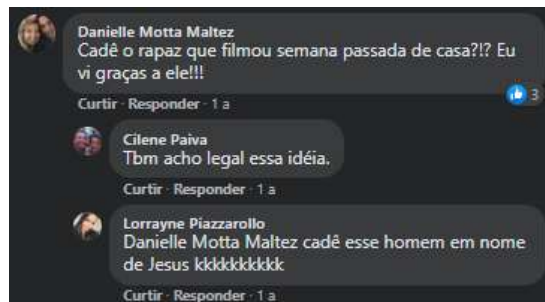 Danielle Motta Maltez
Cadê o rapaz que filmou semana passada de casa?!? Eu
vi graças a ele!!!
3
Curtir · Responder · 1 a
Cilene Paiva
Tbm acho legal essa idéia.
Curtir · Responder · 1 a
Lorrayne Piazzarollo
Danielle Motta Maltez cadê esse homem em nome
de Jesus kkkkkkkkkk
Curtir · Responder · 1 a